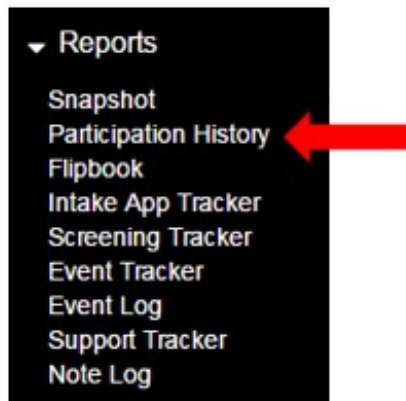 Reports
Snapshot
Participation History
Flipbook
Intake App Tracker
Screening Tracker
Event Tracker
Event Log
Support Tracker
Note Log